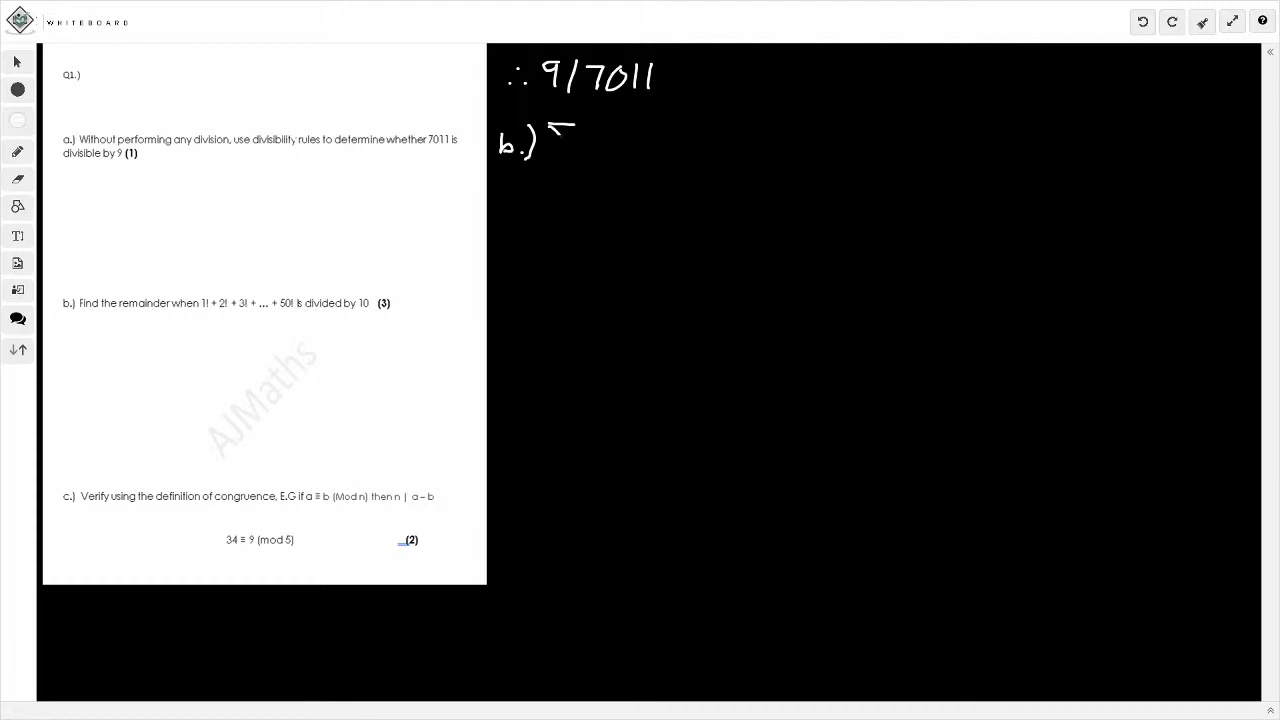 WHITEBOARD
Q1.)
a.) Without performing any division, use divisibility rules to determine whether 7011 is
divisible by 9 (1)
b.) Find the remainder when 1! + 2! + 3! + ... + 50! is divided by 10 (3)
AJMaths
c.) Verify using the definition of congruence, E.G if a ≡ b (Mod n) then n | a – b
34 ≡ 9 (mod 5) (2)
∴ 9/7011
b.)